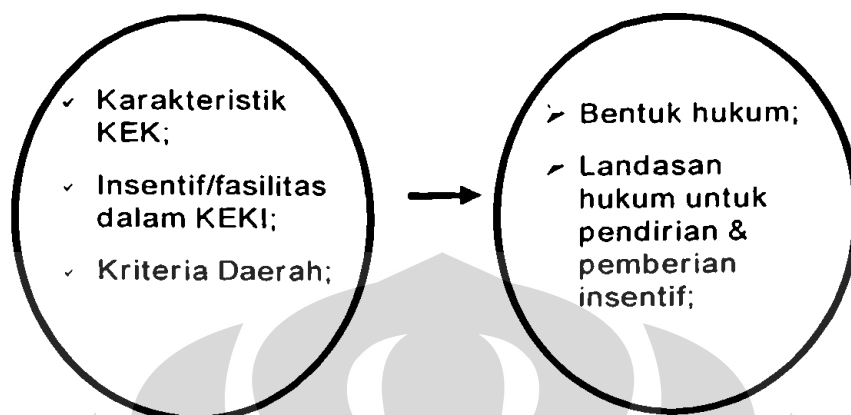 ✓ Karakteristik
KEK;
✓ Insentif/fasilitas
dalam KEKI;
✓ Kriteria Daerah;
➢ Bentuk hukum;
➢ Landasan
hukum untuk
pendirian &
pemberian
insentif;